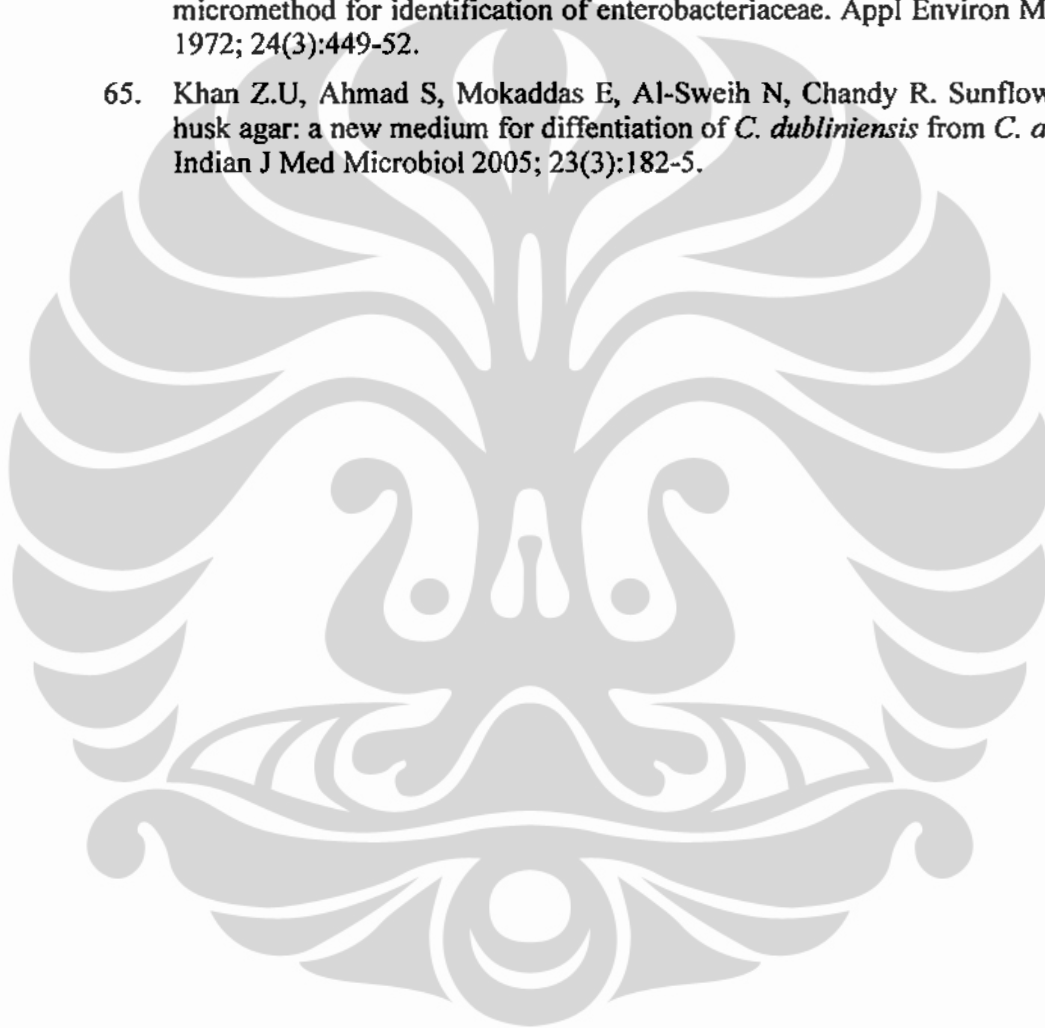 micromethod for identification of enterobacteriaceae. Appl Environ M
1972; 24(3):449-52.
65. Khan Z.U, Ahmad S, Mokaddas E, Al-Sweih N, Chandy R. Sunflow
husk agar: a new medium for diffentiation of C. dubliniensis from C. a
Indian J Med Microbiol 2005; 23(3):182-5.